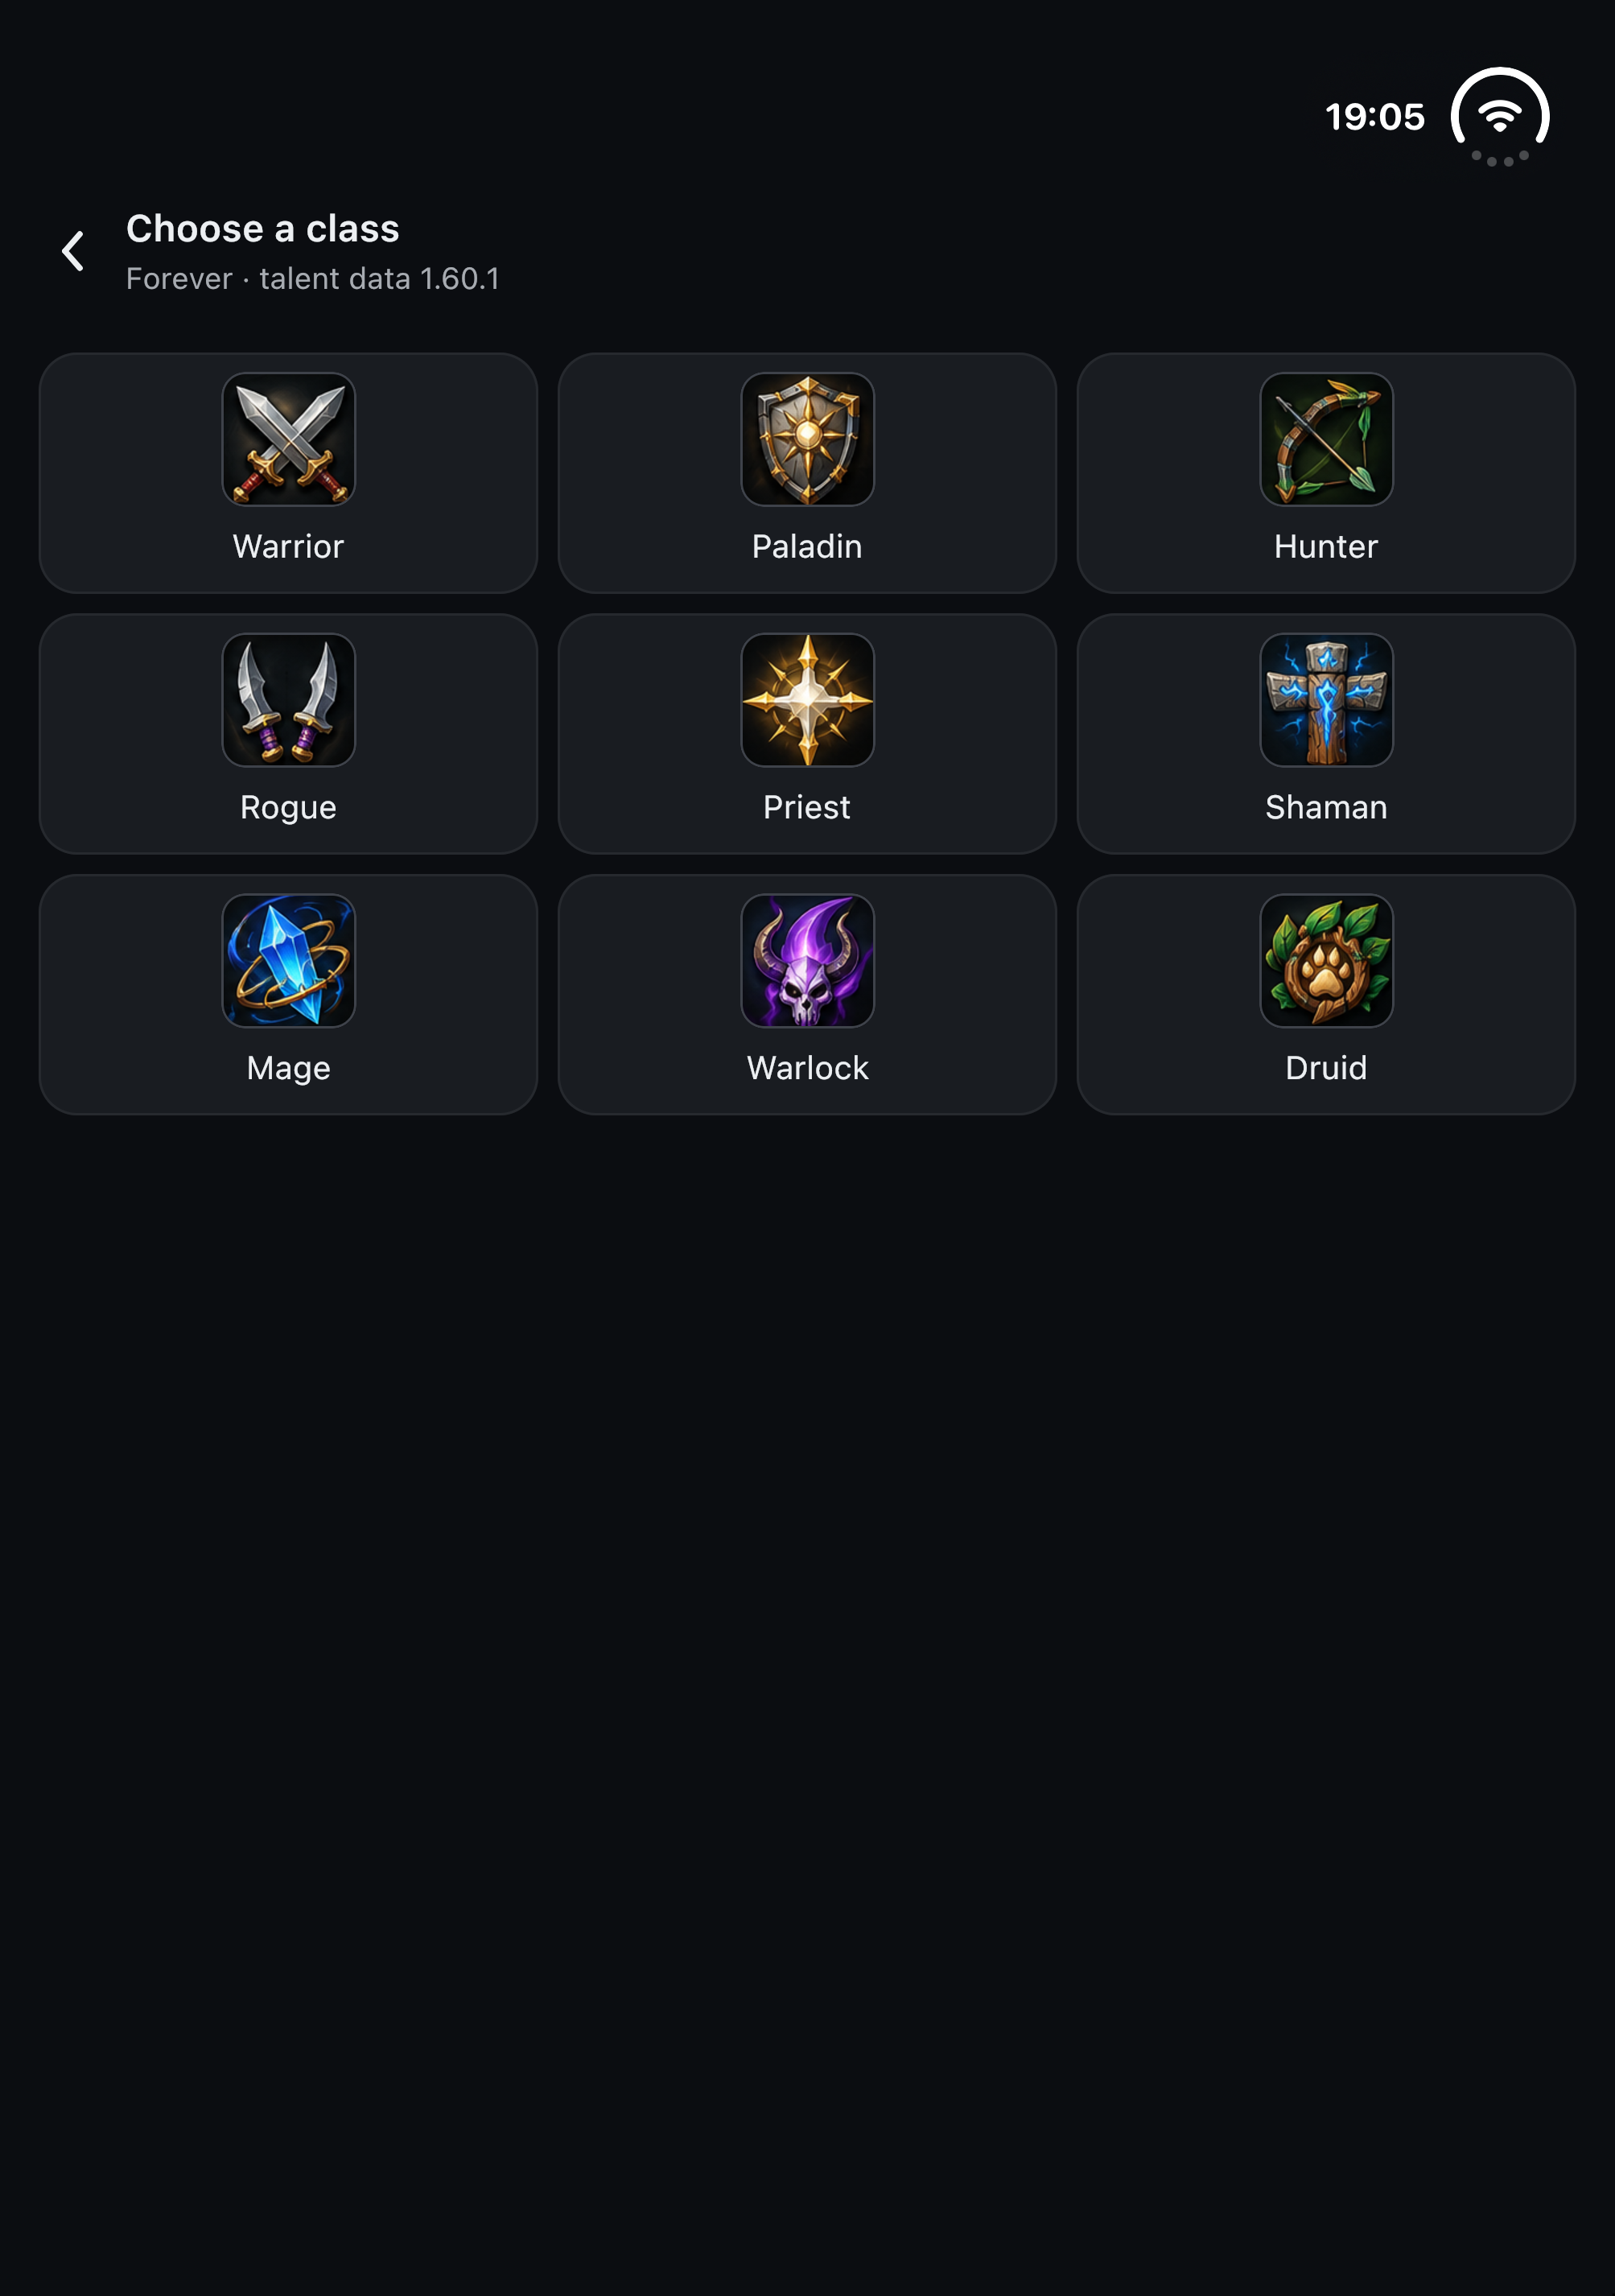 19:05
Choose a class
Forever · talent data 1.60.1
Warrior
Paladin
Hunter
Rogue
Priest
Shaman
Mage
Warlock
Druid